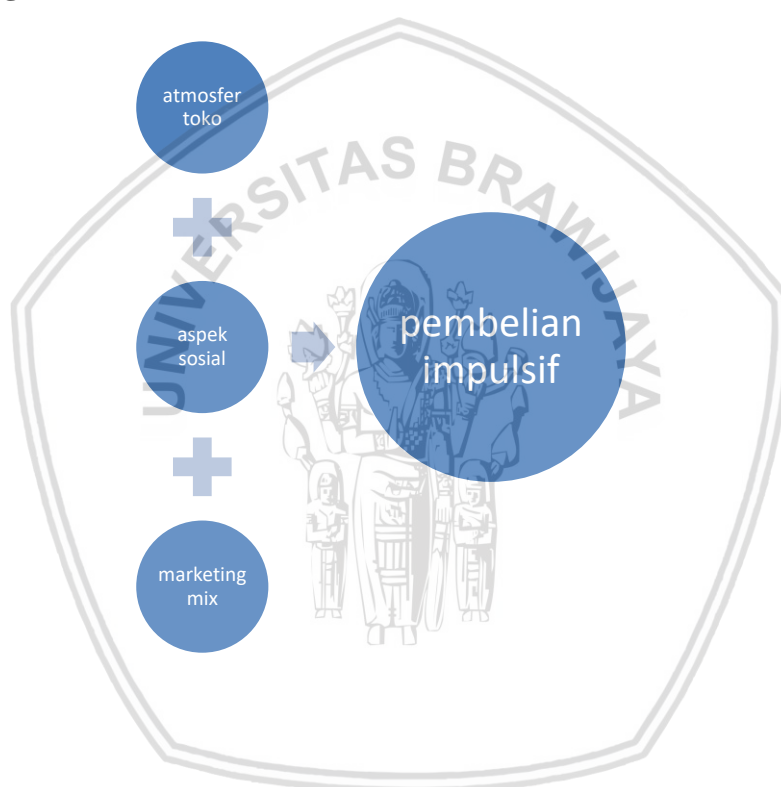 atmosfer
toko
UNIVERSITAS BRAWIJAYA
aspek
sosial
pembelian
impulsif
marketing
mix